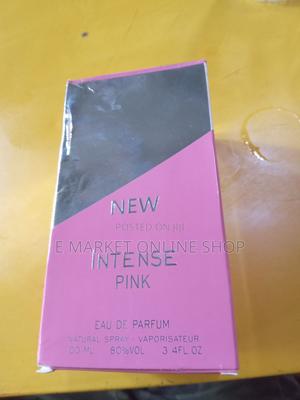 NEW
POSTED ON JIJI
E MARKET ONLINE SHOP
INTENSE
PINK
EAU DE PARFUM
NATURAL SPRAY - VAPORISATEUR
100 ML 80%VOL 3 4FL.OZ